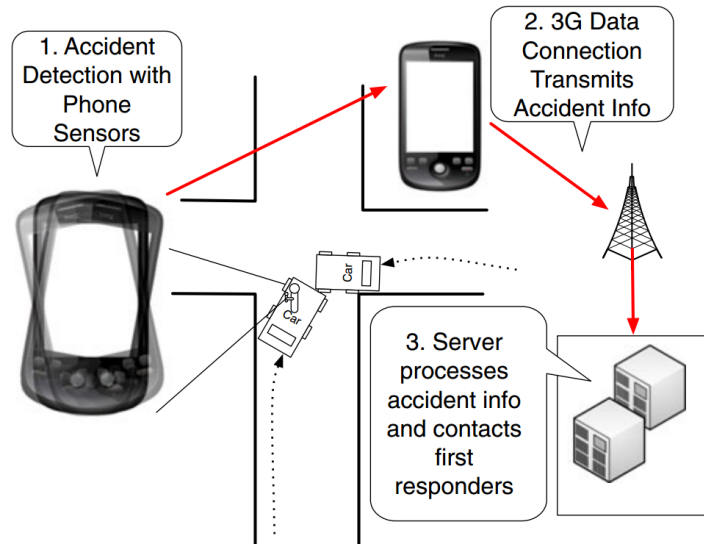 1. Accident
Detection with
Phone
Sensors
2. 3G Data
Connection
Transmits
Accident Info
Car
Car
3. Server
processes
accident info
and contacts
first
responders